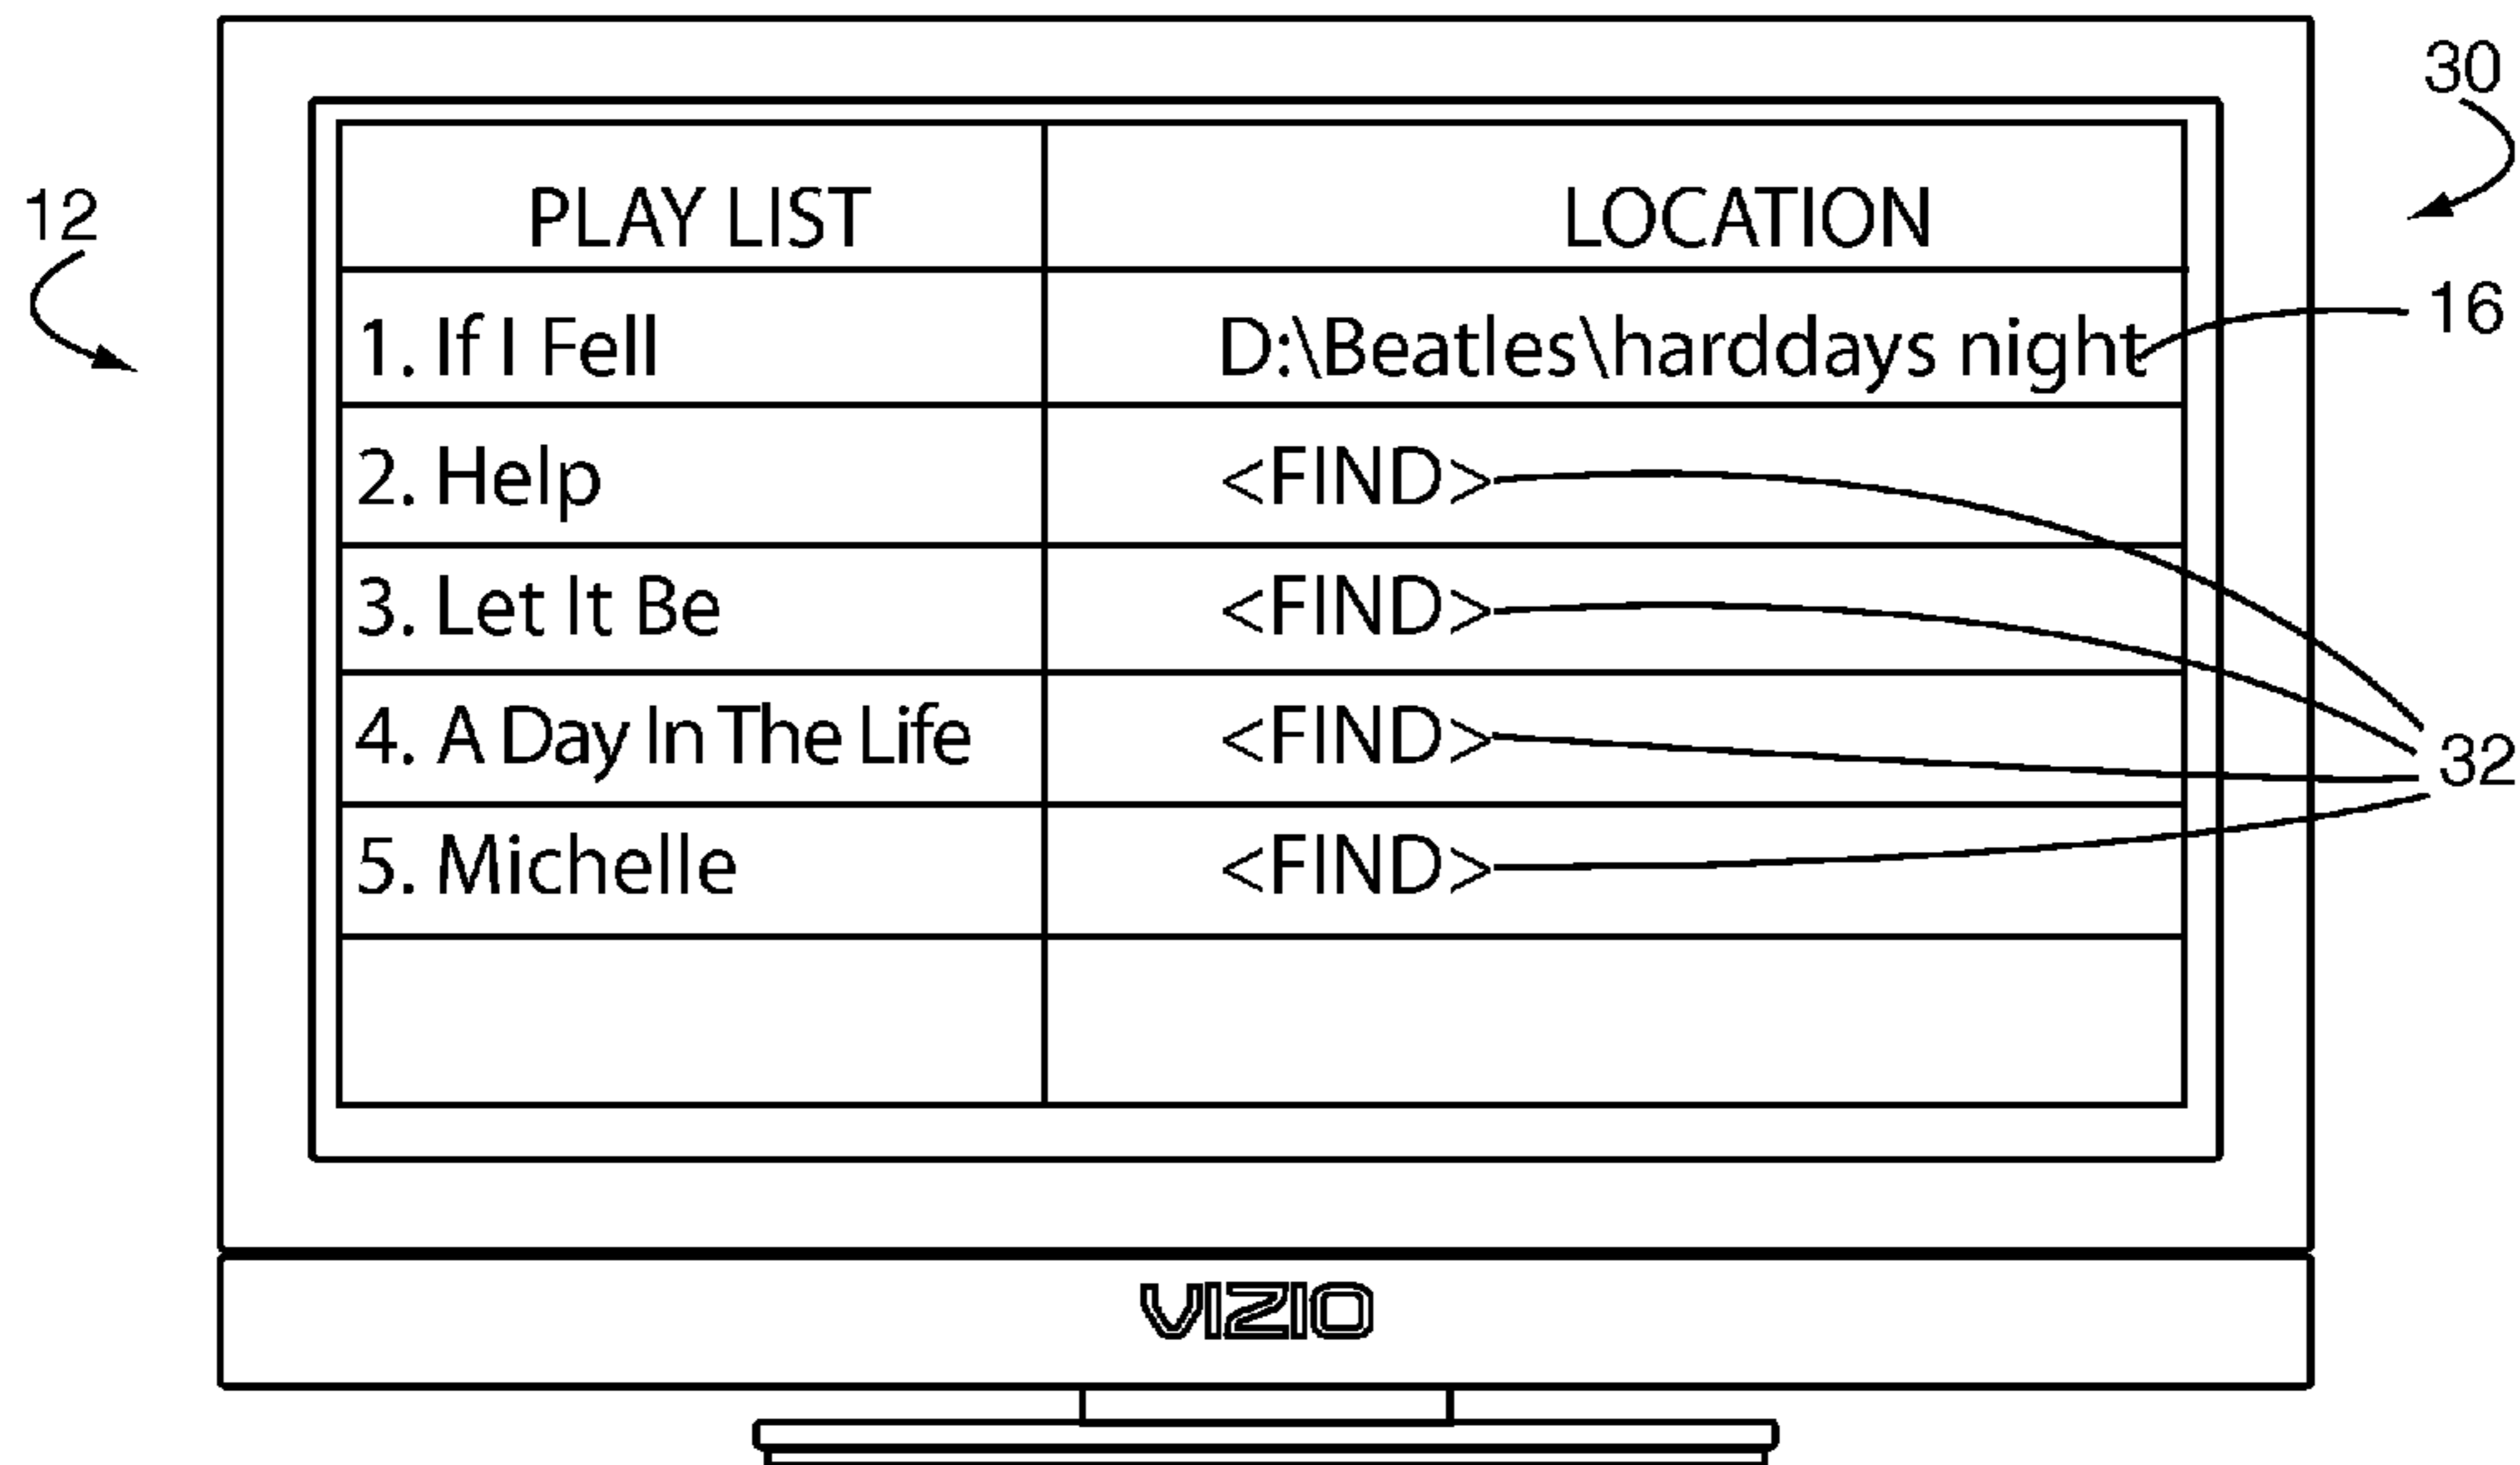 30
12
PLAY LIST LOCATION
16
1. If I Fell D:\Beatles\harddays night
2. Help <FIND>
3. Let It Be <FIND>
4. A Day In The Life <FIND>
32
5. Michelle <FIND>
VIZIO